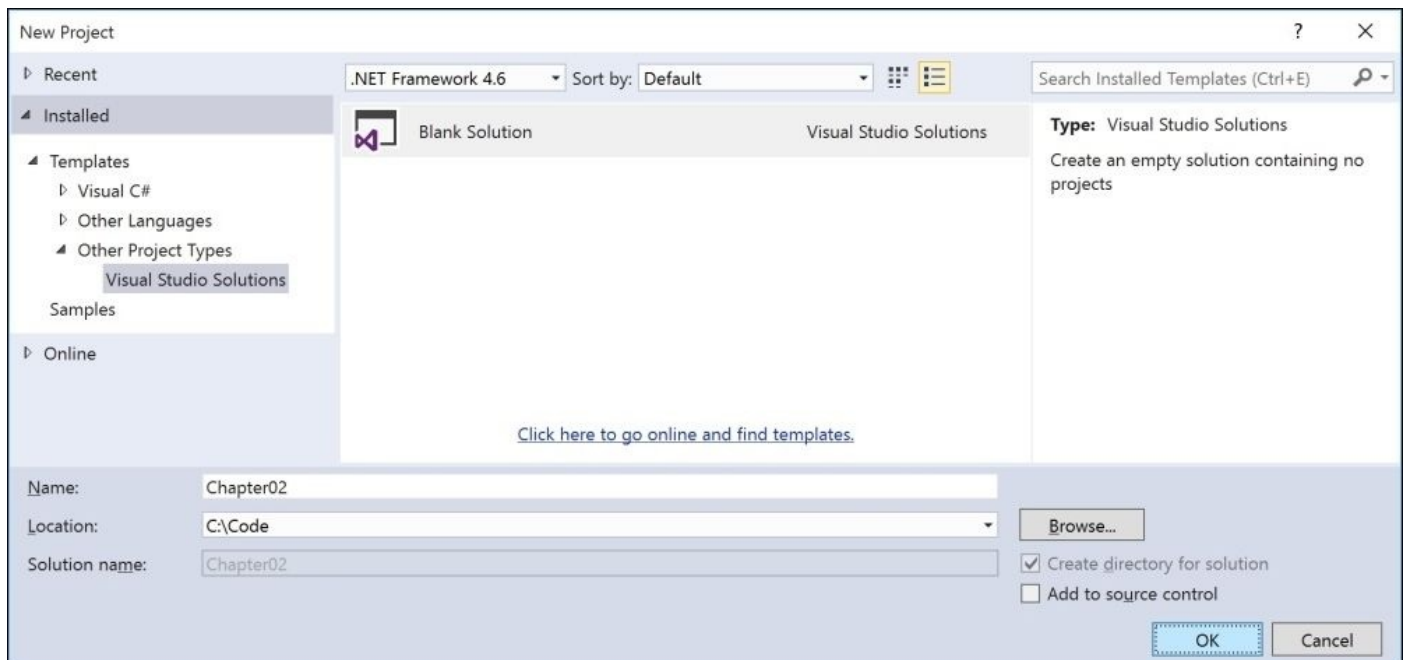 New Project
?
Recent
.NET Framework 4.6
Sort by: Default
Search Installed Templates (Ctrl+E)
Installed
Templates
Visual C#
Other Languages
Other Project Types
Visual Studio Solutions
Samples
Online
Blank Solution
Visual Studio Solutions
Click here to go online and find templates.
Type: Visual Studio Solutions
Create an empty solution containing no
projects
Name:
Chapter02
Location:
C:\Code
Browse...
Solution name:
Chapter02
Create directory for solution
Add to source control
OK
Cancel